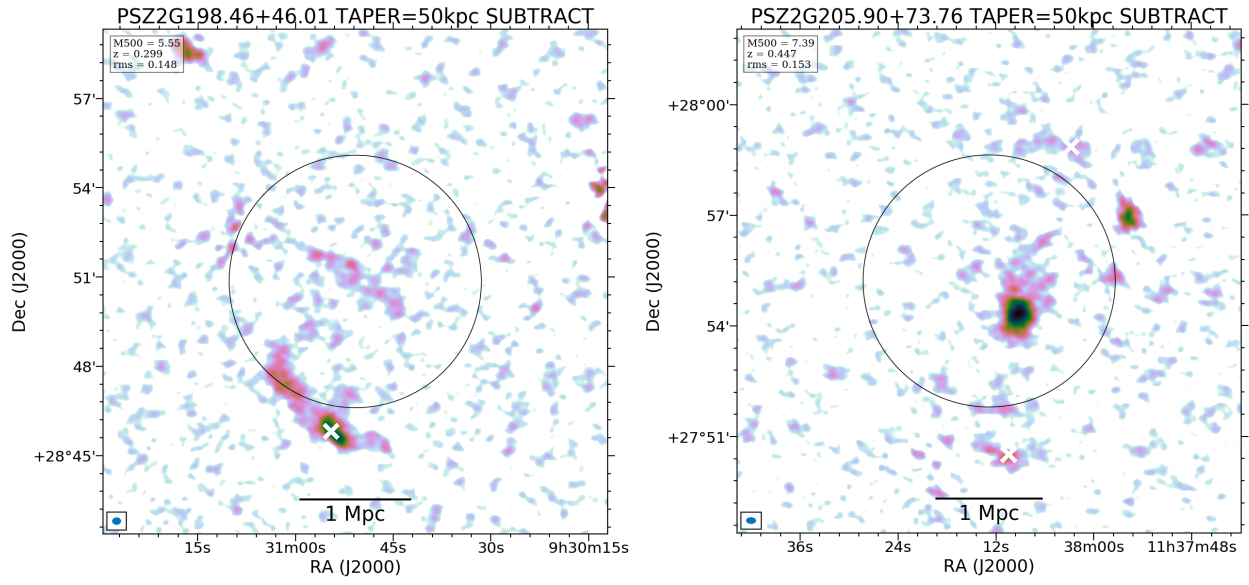 PSZ2G198.46+46.01 TAPER=50kpc SUBTRACT
M500 = 5.55
z = 0.299
rms = 0.148
57'
54'
51'
48'
+28°45'
Dec (J2000)
1 Mpc
15s
31m00s
45s
30s
9h30m15s
RA (J2000)
PSZ2G205.90+73.76 TAPER=50kpc SUBTRACT
M500 = 7.39
z = 0.447
rms = 0.153
+28°00'
57'
54'
+27°51'
Dec (J2000)
1 Mpc
36s
24s
12s
38m00s
11h37m48s
RA (J2000)